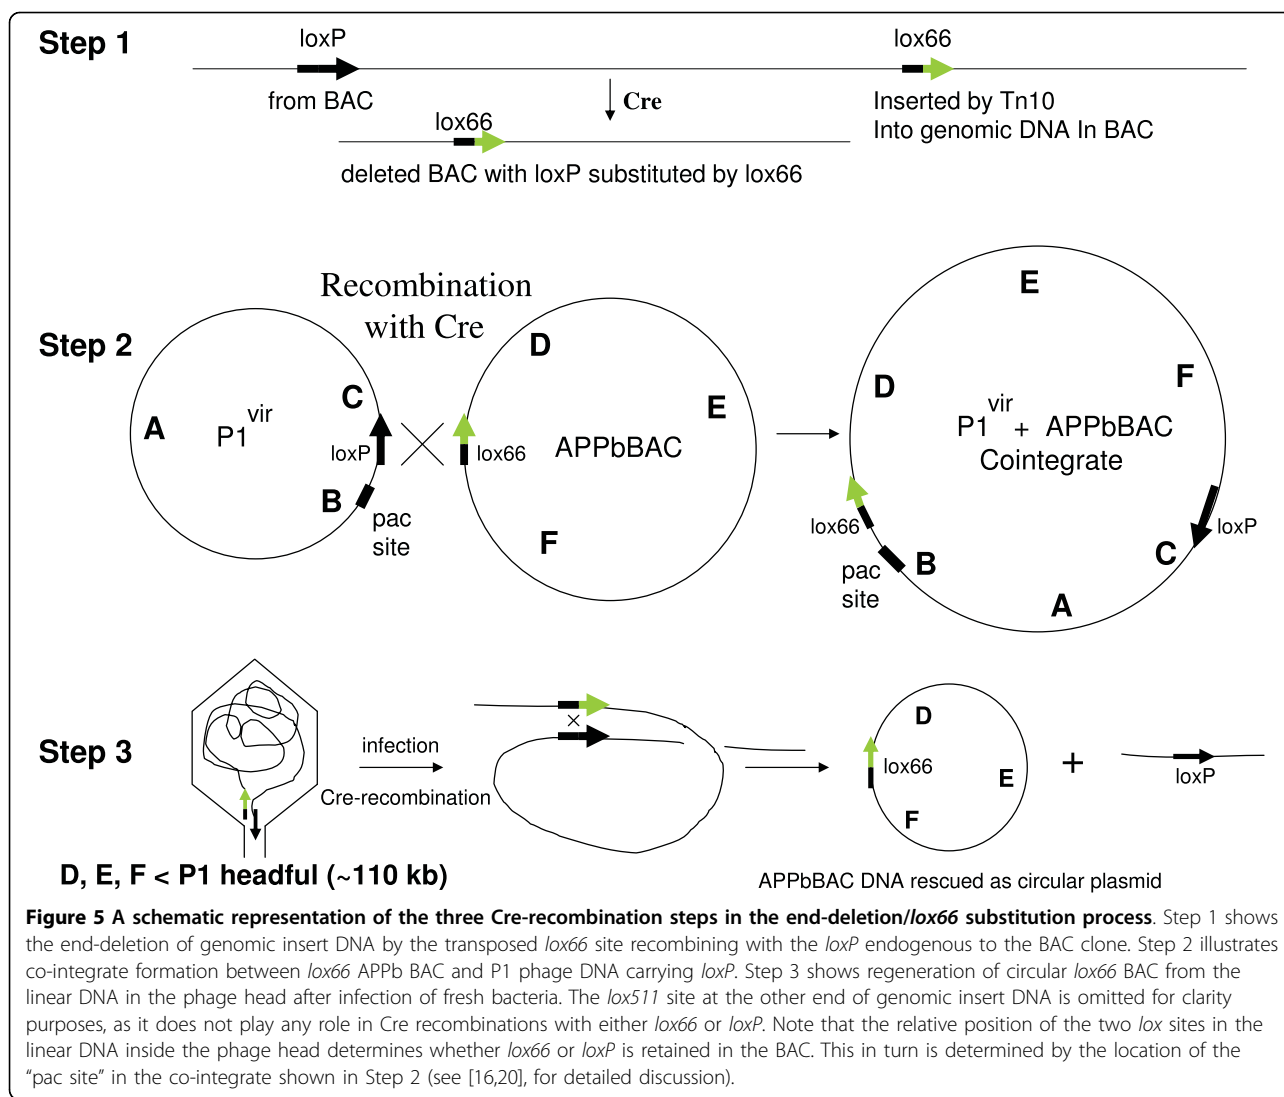 Step 1
loxP
lox66
from BAC
Cre
Inserted by Tn10
Into genomic DNA In BAC
lox66
deleted BAC with loxP substituted by lox66
Step 2
Recombination
with Cre
A
P1vir
C
loxP
B
pac
site
D
E
lox66
APPbBAC
F
E
D
F
P1vir + APPbBAC
Cointegrate
lox66
loxP
pac
site
B
C
A
Step 3
infection
Cre-recombination
D
lox66
E
F
+
loxP
D, E, F < P1 headful (~110 kb)
APPbBAC DNA rescued as circular plasmid
Figure 5 A schematic representation of the three Cre-recombination steps in the end-deletion/lox66 substitution process. Step 1 shows
the end-deletion of genomic insert DNA by the transposed lox66 site recombining with the loxP endogenous to the BAC clone. Step 2 illustrates
co-integrate formation between lox66 APPb BAC and P1 phage DNA carrying loxP. Step 3 shows regeneration of circular lox66 BAC from the
linear DNA in the phage head after infection of fresh bacteria. The lox511 site at the other end of genomic insert DNA is omitted for clarity
purposes, as it does not play any role in Cre recombinations with either lox66 or loxP. Note that the relative position of the two lox sites in the
linear DNA inside the phage head determines whether lox66 or loxP is retained in the BAC. This in turn is determined by the location of the
“pac site” in the co-integrate shown in Step 2 (see [16,20], for detailed discussion).